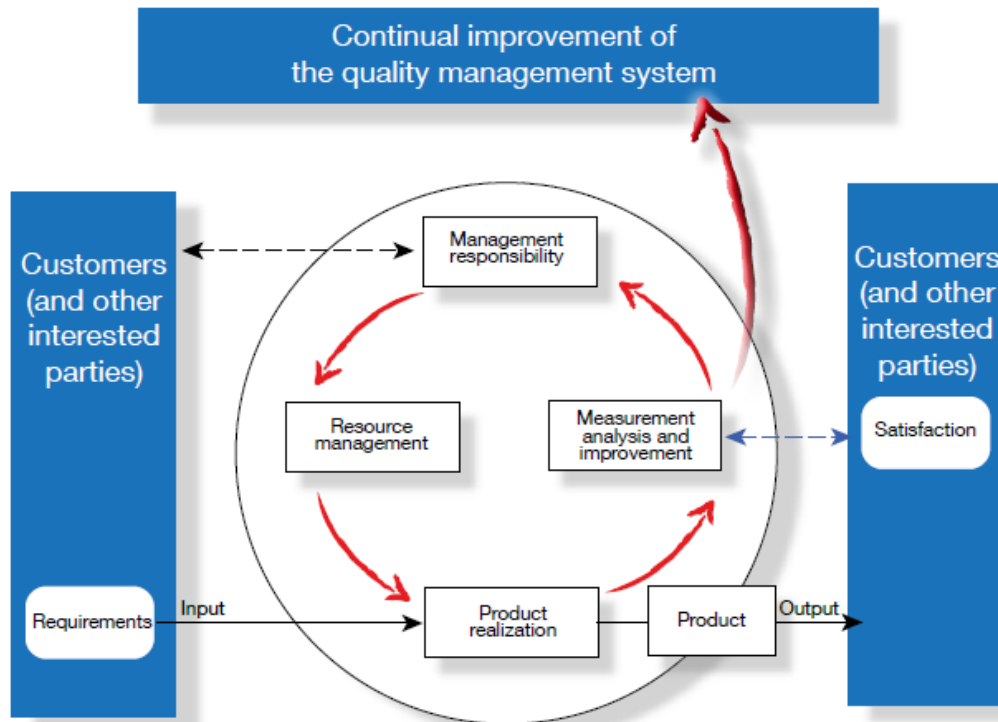 Continual improvement of
the quality management system
Customers
(and other
interested
parties)
Management
responsibility
Customers
(and other
interested
parties)
Resource
management
Measurement
analysis and
improvement
Satisfaction
Requirements
Input
Product
realization
Product
Output